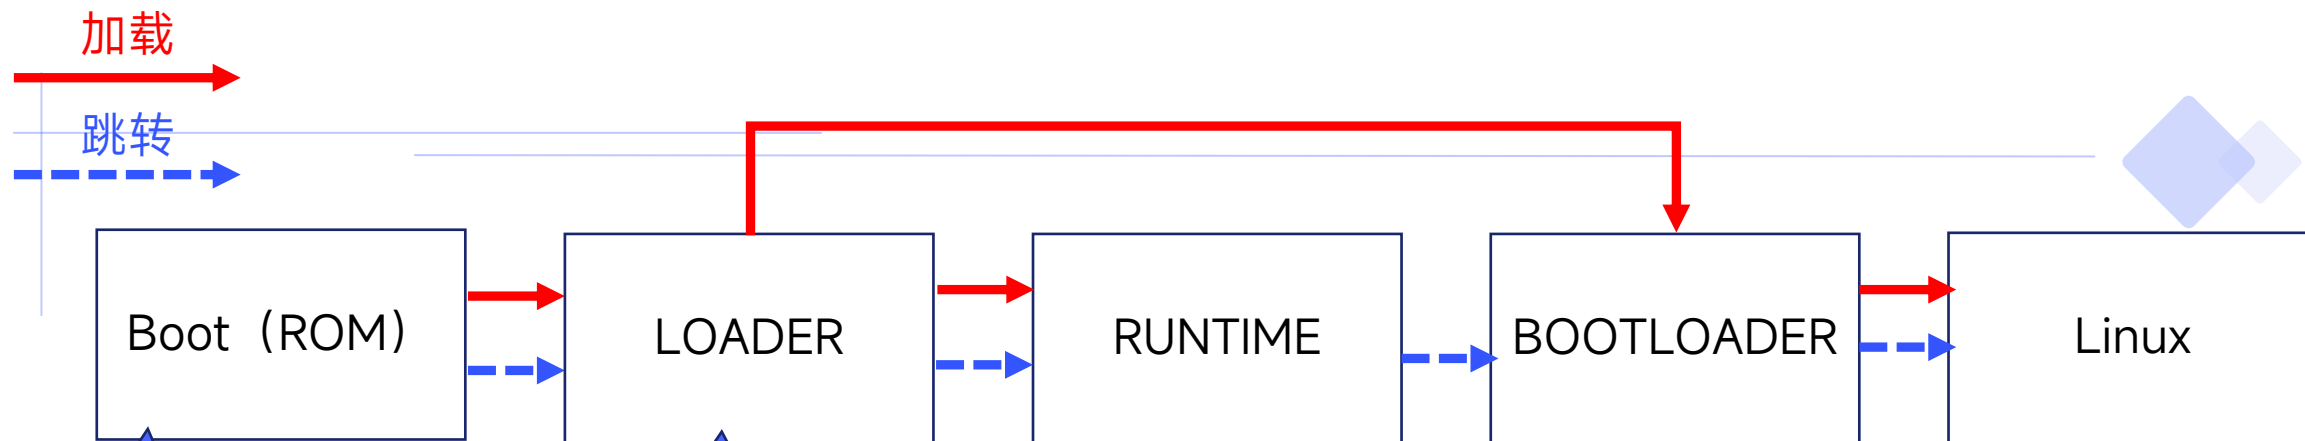 加载
跳转
Boot（ROM）
LOADER
RUNTIME
BOOTLOADER
Linux